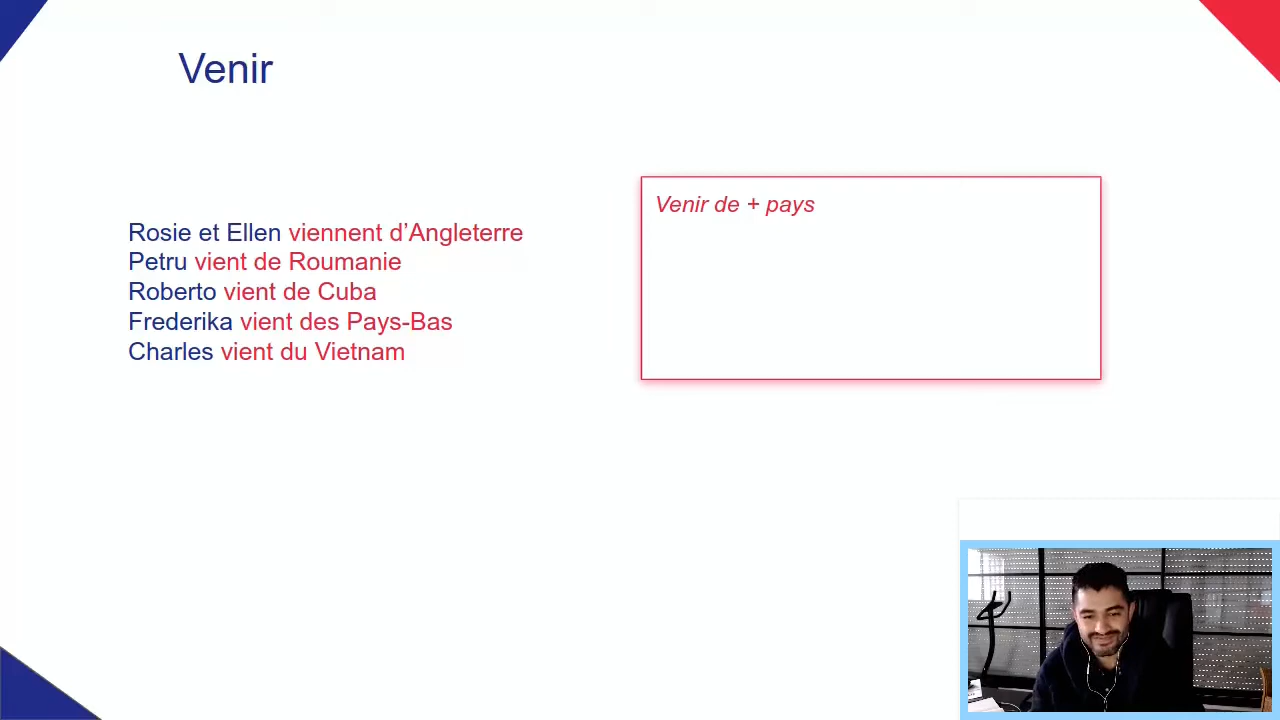 Venir
Rosie et Ellen viennent d’Angleterre
Petru vient de Roumanie
Roberto vient de Cuba
Frederika vient des Pays-Bas
Charles vient du Vietnam
Venir de + pays